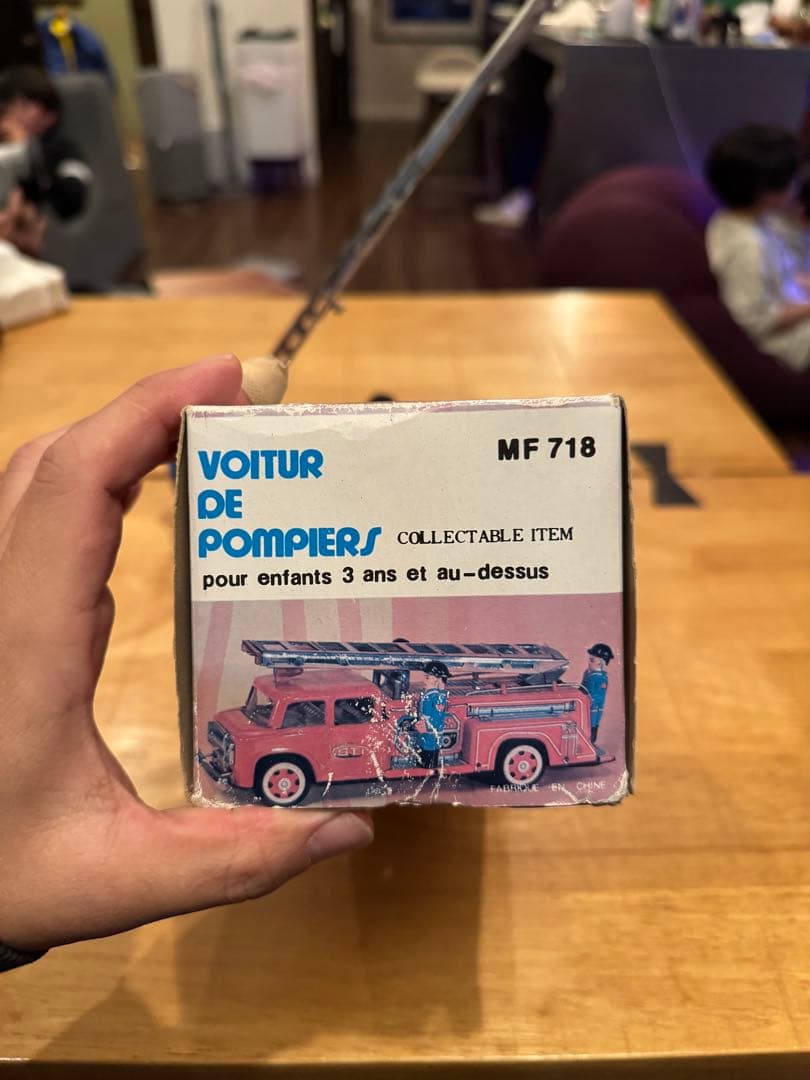 VOITUR
DE
POMPIERS
MF 718
COLLECTABLE ITEM
pour enfants 3 ans et au-dessus
FABRIQUE EN CHINE